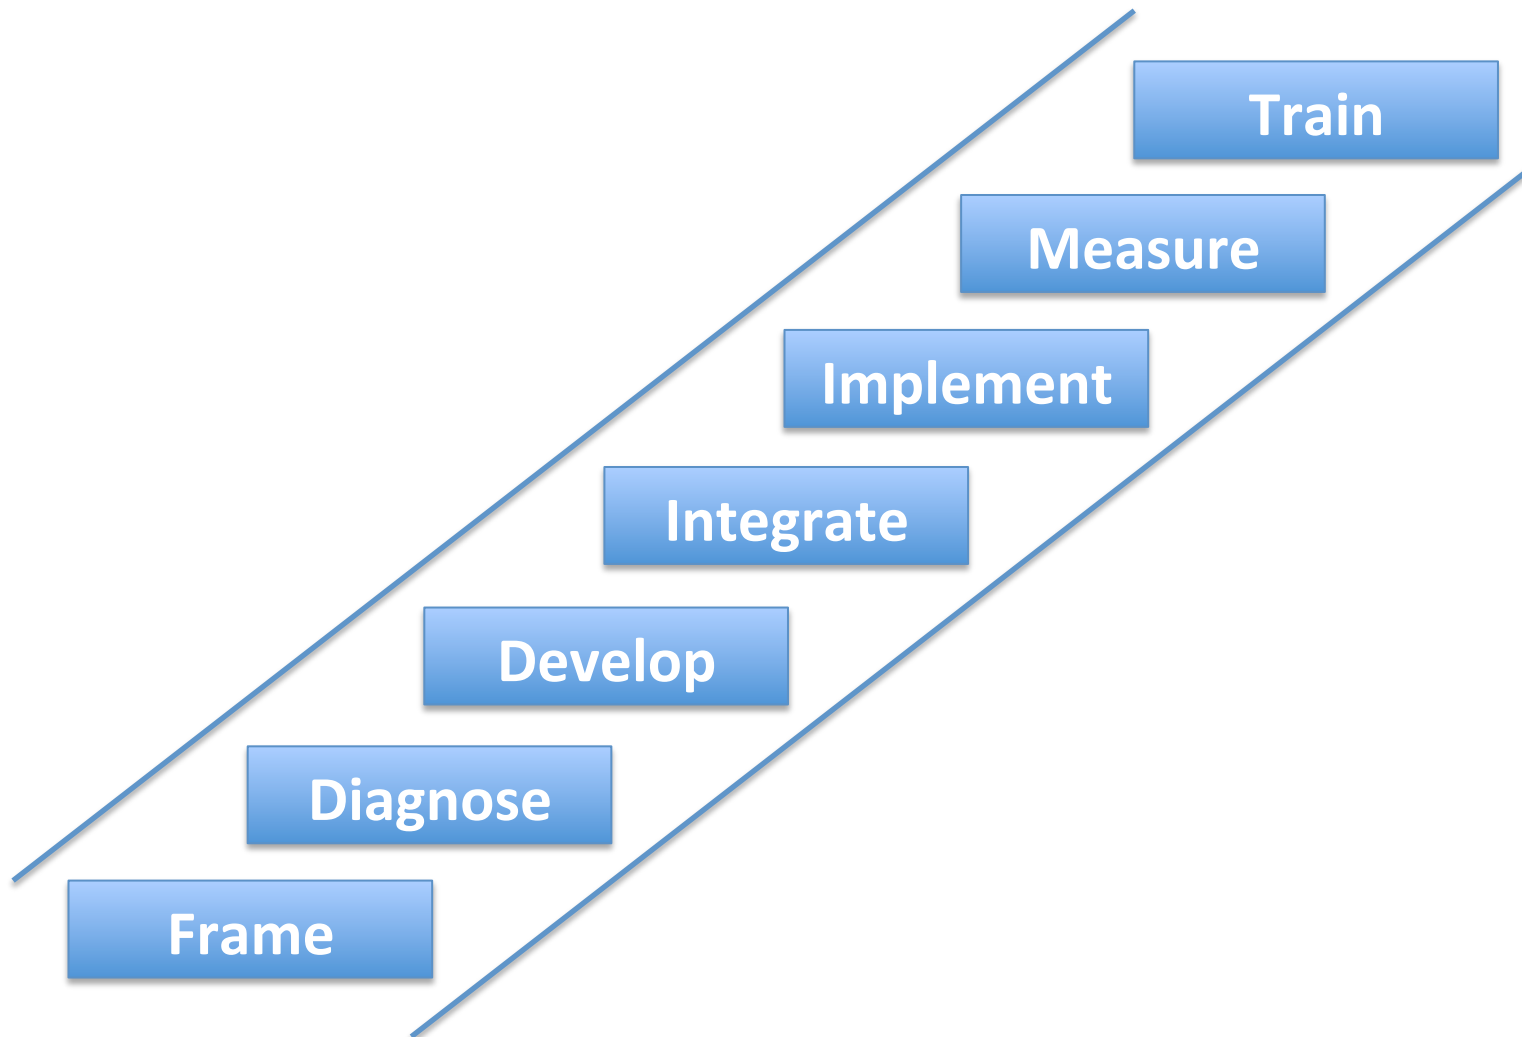 Train
Measure
Implement
Integrate
Develop
Diagnose
Frame